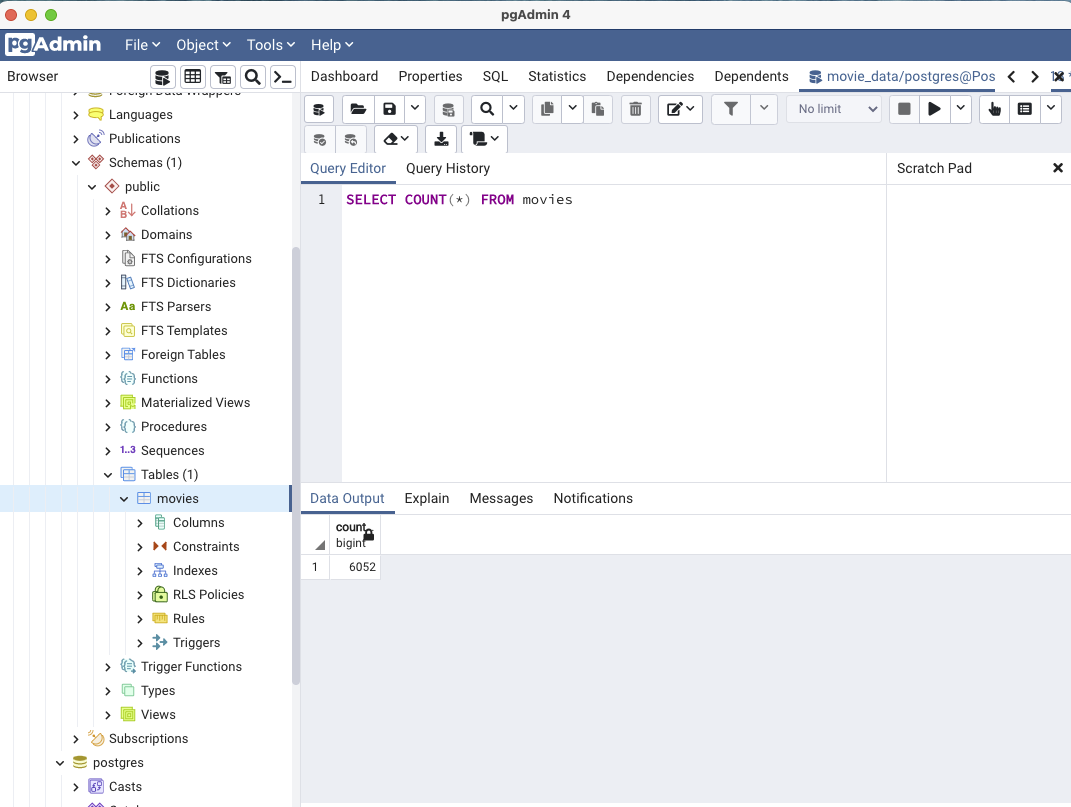 pgAdmin 4
pgAdmin File Object Tools Help
Browser
Dashboard Properties SQL Statistics Dependencies Dependents movie_data/postgres@Pos
No limit
Foreign Data Wrappers
Languages
Publications
Schemas (1)
public
Collations
Domains
FTS Configurations
FTS Dictionaries
Aa FTS Parsers
FTS Templates
Foreign Tables
Functions
Materialized Views
Procedures
1..3 Sequences
Tables (1)
movies
Columns
Constraints
Indexes
RLS Policies
Rules
Triggers
Trigger Functions
Types
Views
Subscriptions
postgres
Casts
Query Editor Query History
Scratch Pad
1 SELECT COUNT(*) FROM movies
Data Output Explain Messages Notifications
count
bigint
1 6052